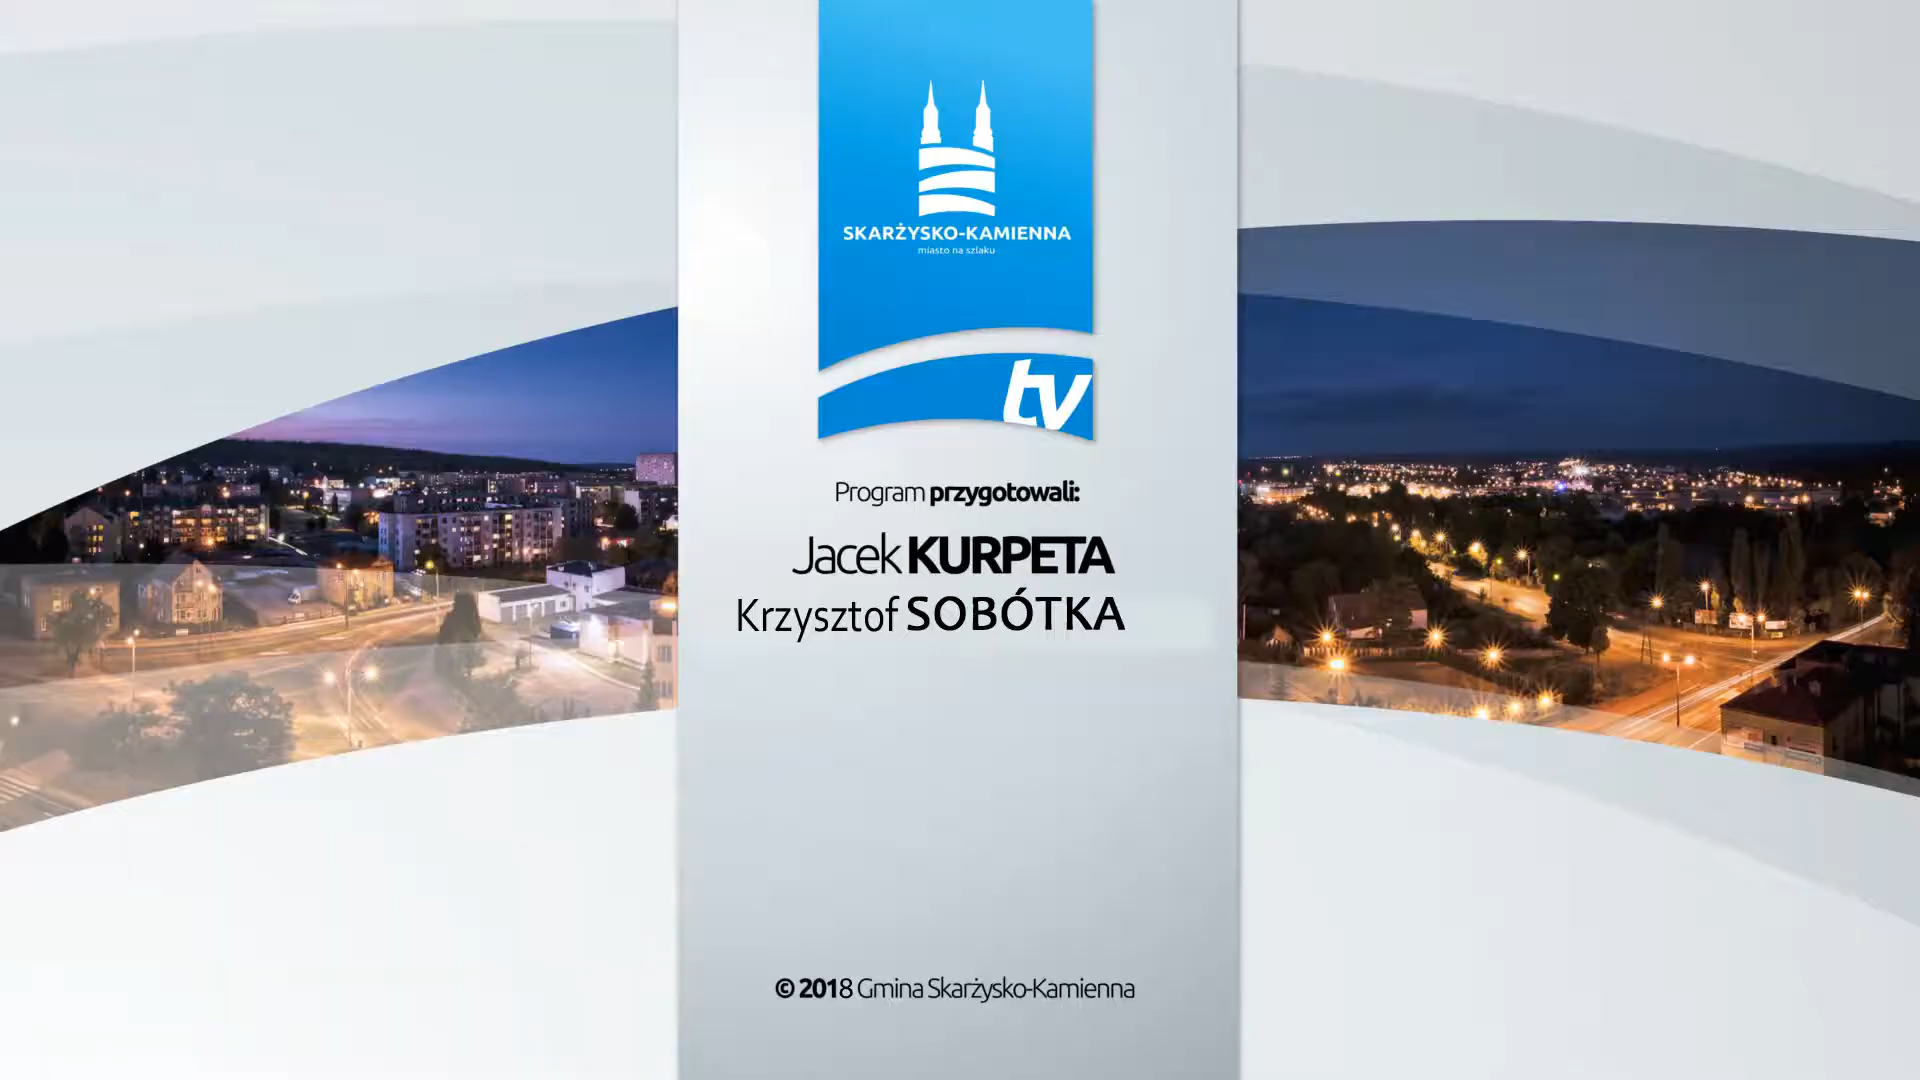 SKARŻYSKO-KAMIENNA
miasto na szlaku
tv
Program przygotowali:
Jacek KURPETA
Krzysztof SOBÓTKA
© 2018 Gmina Skarżysko-Kamienna